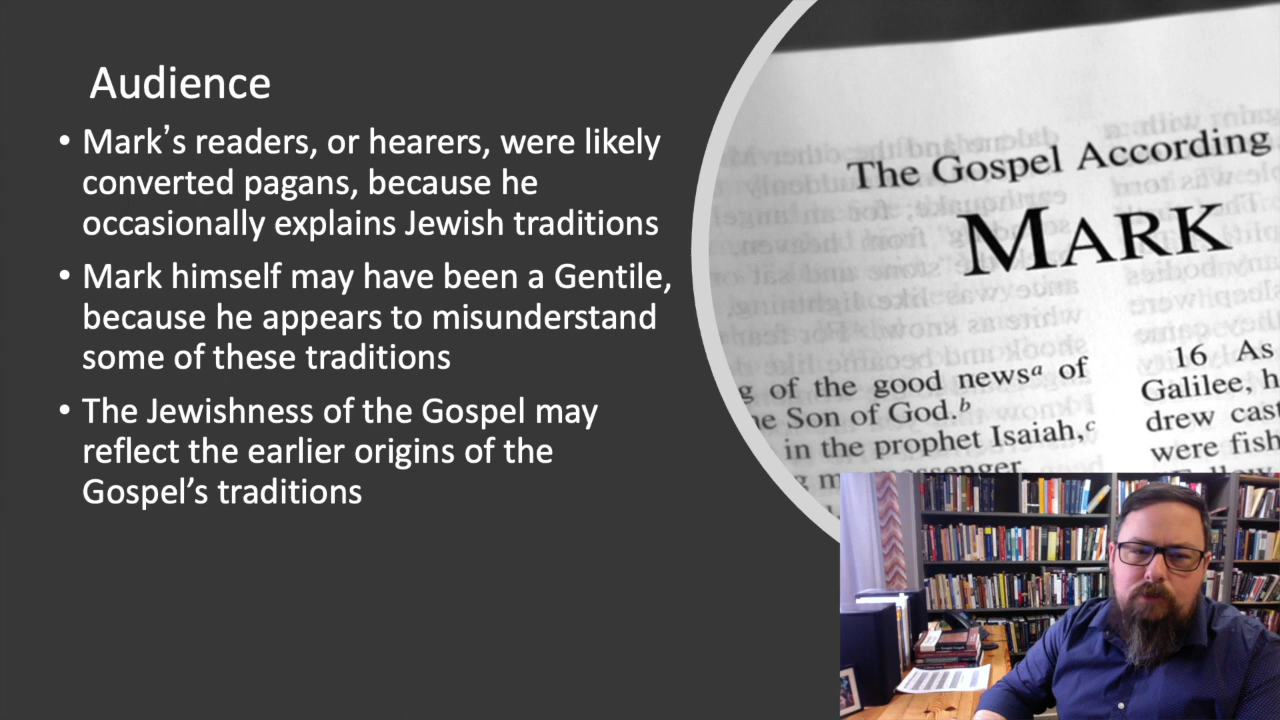 Audience
• Mark's readers, or hearers, were likely
converted pagans, because he
occasionally explains Jewish traditions
• Mark himself may have been a Gentile,
because he appears to misunderstand
some of these traditions
• The Jewishness of the Gospel may
reflect the earlier origins of the
Gospel's traditions
The Gospel According
MARK
g of the good newsᵃ of
e Son of God.ᵇ
in the prophet Isaiah,ᶜ
16 As
Galilee, h
drew cast
were fish